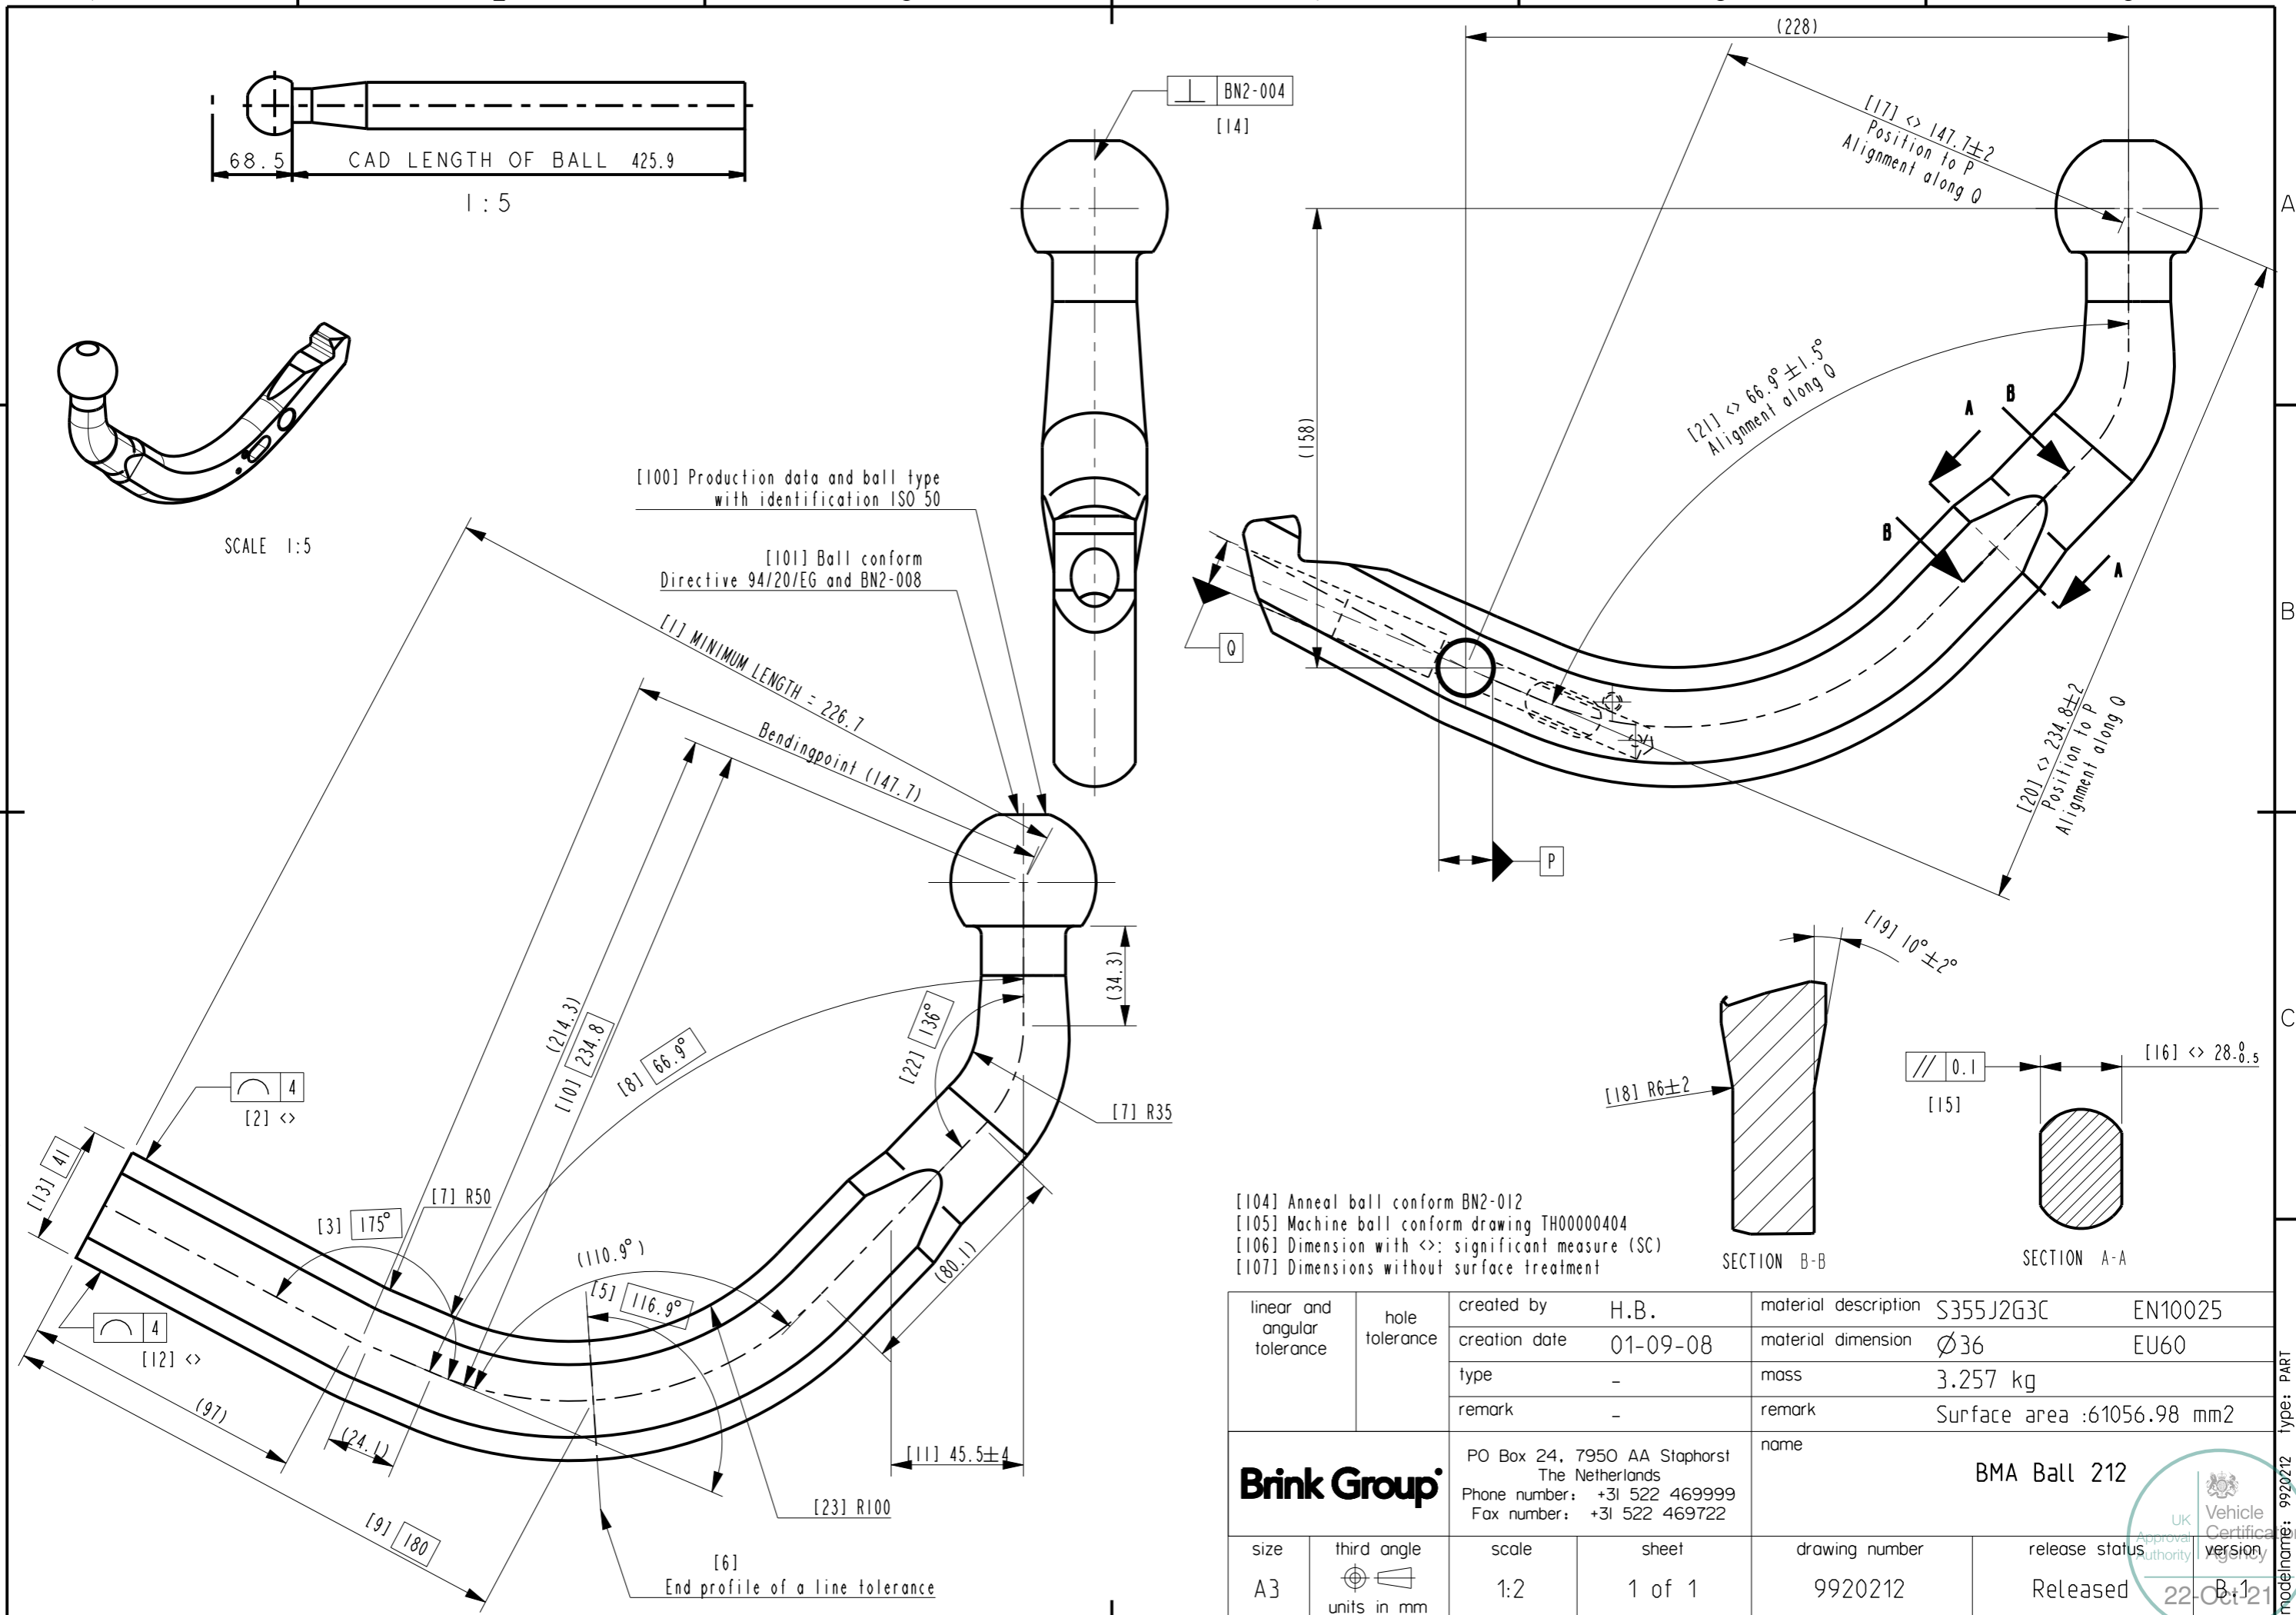 68.5
CAD LENGTH OF BALL 425.9
1:5
SCALE 1:5
⊥ BN2-004
[14]
(228)
[17] <> 147.7±2
Position to P
Alignment along Q
A
(158)
[21] <> 66.9° ±1.5°
Alignment along Q
A
B
B
A
Q
B
P
[20] <> 234.8±2
Position to P
Alignment along Q
[100] Production data and ball type
with identification ISO 50
[101] Ball conform
Directive 94/20/EG and BN2-008
[1] MINIMUM LENGTH = 226.7
Bendingpoint (147.7)
(214.3)
[10] 234.8
[8] 66.9°
[22] 136°
(34.3)
[7] R35
4
[2] <>
[13] 41
[3] 175°
[7] R50
(110.9°)
[5] 116.9°
(80.1)
4
[12] <>
(97)
(24.1)
[9] 180
[11] 45.5±4
[23] R100
[6]
End profile of a line tolerance
[19] 10° ±2°
C
[18] R6±2
// 0.1
[15]
[16] <> 28-0.5 0
SECTION B-B
SECTION A-A
[104] Anneal ball conform BN2-012
[105] Machine ball conform drawing TH00000404
[106] Dimension with <>: significant measure (SC)
[107] Dimensions without surface treatment
linear and
angular
tolerance
hole
tolerance
created by H.B.
creation date 01-09-08
type -
remark -
material description S355J2G3C EN10025
material dimension Ø36 EU60
mass 3.257 kg
remark Surface area :61056.98 mm2
Brink Group
PO Box 24, 7950 AA Staphorst
The Netherlands
Phone number: +31 522 469999
Fax number: +31 522 469722
name
BMA Ball 212
size
A3
third angle
units in mm
scale
1:2
sheet
1 of 1
drawing number
9920212
release status
Released
version
B.1
UK
Approval
Authority
Vehicle
Agency
22-Oct-21
modelname: 9920212 type: PART